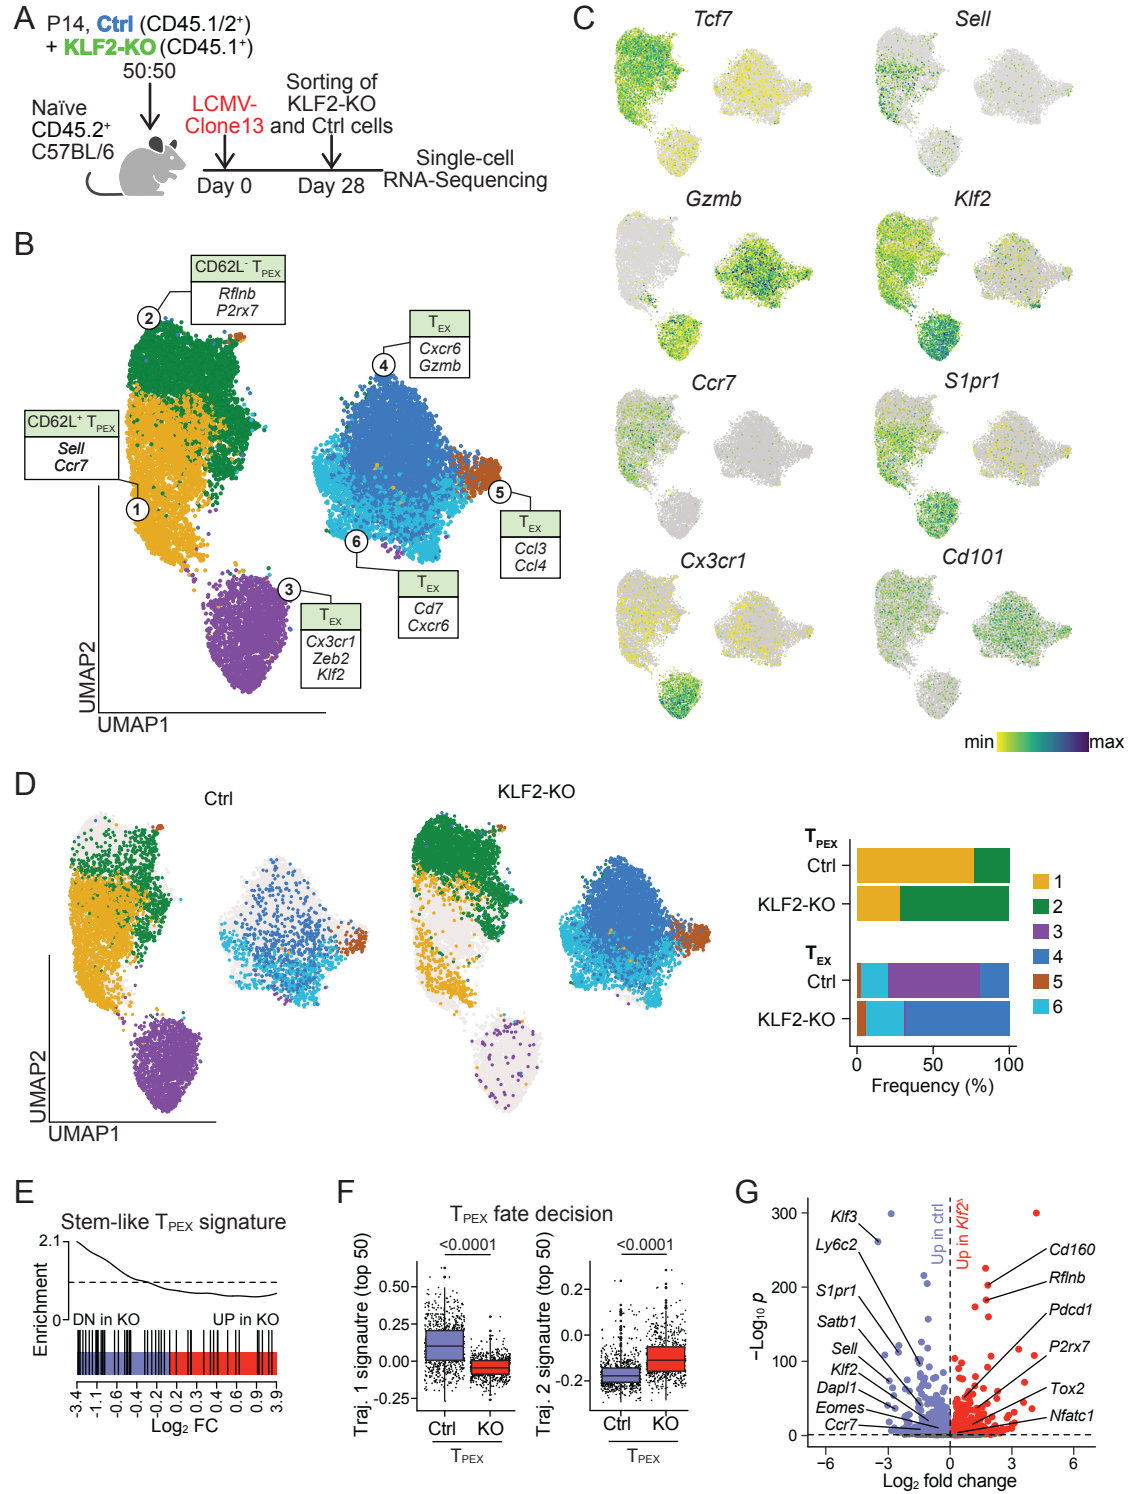 A
P14, Ctrl (CD45.1/2⁺)
+ KLF2-KO (CD45.1⁺)
50:50
Naïve
CD45.2⁺
C57BL/6
LCMV-
Clone13
Sorting of
KLF2-KO
and Ctrl cells
Day 0
Day 28
Single-cell
RNA-Sequencing
B
CD62L⁻ TPEX
Rflnb
P2rx7
2
TEX
Cxcr6
Gzmb
4
CD62L⁺ TPEX
Sell
Ccr7
1
5
TEX
Ccl3
Ccl4
6
TEX
Cd7
Cxcr6
3
TEX
Cx3cr1
Zeb2
Klf2
UMAP2
UMAP1
C
Tcf7
Sell
Gzmb
Klf2
Ccr7
S1pr1
Cx3cr1
Cd101
min
max
D
Ctrl
KLF2-KO
UMAP2
UMAP1
TPEX
Ctrl
KLF2-KO
TEX
Ctrl
KLF2-KO
0
50
100
Frequency (%)
1
2
3
4
5
6
E
Stem-like TPEX signature
2.1
0
Enrichment
DN in KO
UP in KO
-3.4
-1.1
-0.6
-0.4
-0.2
0.2
0.3
0.4
0.6
0.9
3.9
Log₂ FC
F
TPEX fate decision
<0.0001
<0.0001
Traj. 1 signautre (top 50)
0.50
0.25
0.00
-0.25
Ctrl
KO
TPEX
Traj. 2 signautre (top 50)
0.2
0.0
-0.2
Ctrl
KO
TPEX
G
−Log₁₀ p
300
200
100
0
Up in ctrl
Up in Klf2Δ
Klf3
Ly6c2
S1pr1
Satb1
Sell
Klf2
Dapl1
Eomes
Ccr7
Cd160
Rflnb
Pdcd1
P2rx7
Tox2
Nfatc1
−6
−3
0
3
6
Log₂ fold change